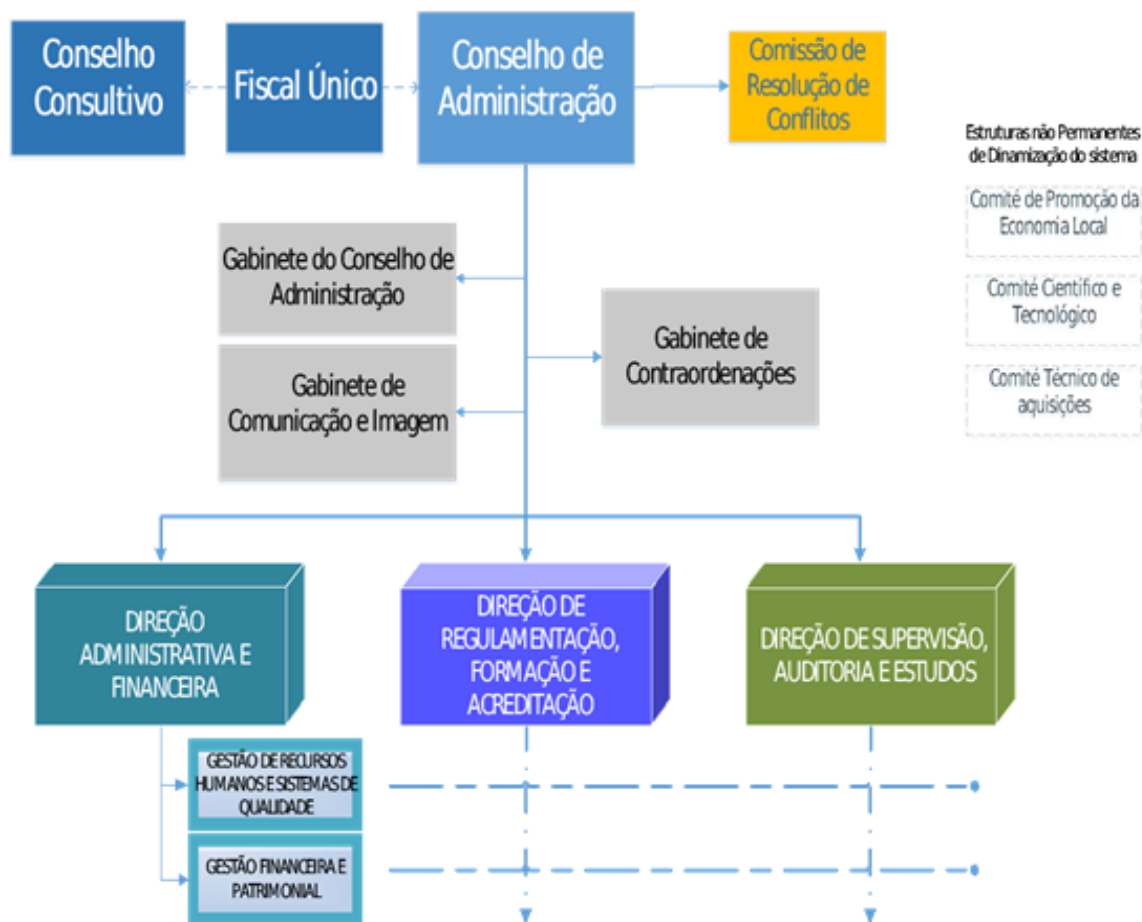 Conselho
Consultivo
Fiscal Único
Conselho de
Administração
Comissão de
Resolução de
Conflitos
Estruturas não Permanentes
de Dinamização do sistema
Comité de Promoção da
Economia Local
Comité Científico e
Tecnológico
Comité Técnico de
aquisições
Gabinete do Conselho de
Administração
Gabinete de
Contraordenações
Gabinete de
Comunicação e Imagem
DIREÇÃO
ADMINISTRATIVA E
FINANCEIRA
DIREÇÃO DE
REGULAMENTAÇÃO,
FORMAÇÃO E
ACREDITAÇÃO
DIREÇÃO DE SUPERVISÃO,
AUDITORIA E ESTUDOS
GESTÃO DE RECURSOS
HUMANOS E SISTEMAS DE
QUALIDADE
GESTÃO FINANCEIRA E
PATRIMONIAL